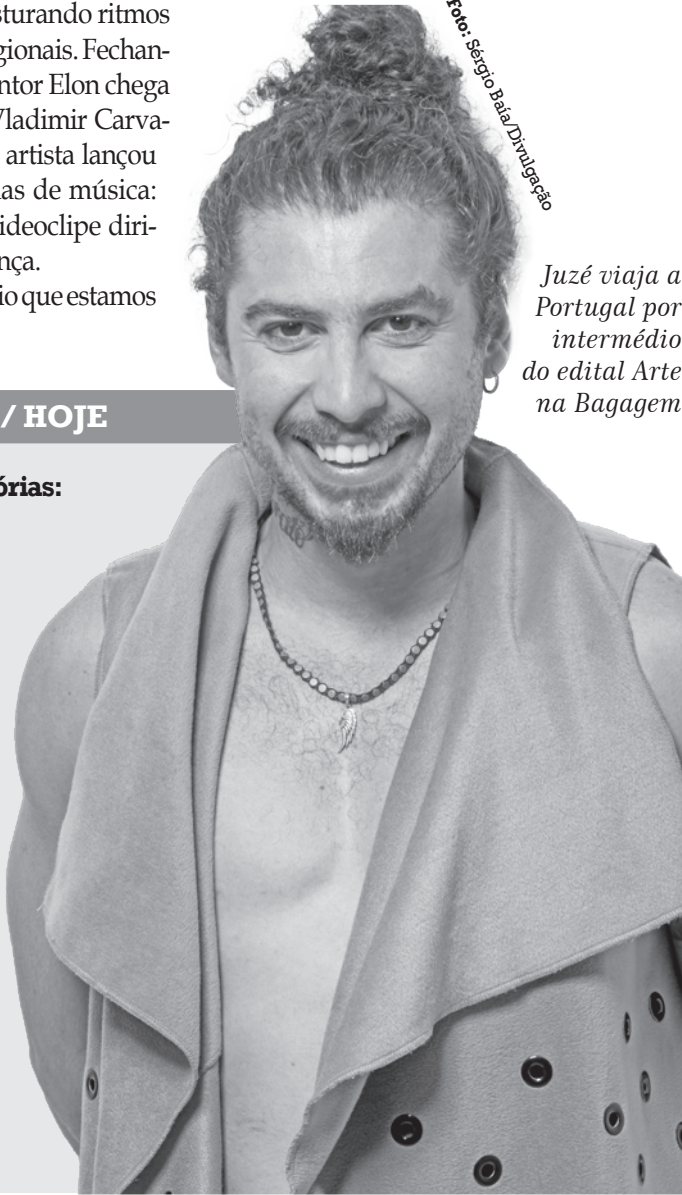 sturando ritmos
gionais. Fechan-
ntor Elon chega
Vladimir Carva-
artista lançou
as de música:
ideoclipe diri-
nça.
io que estamos
Foto: Sérgio Baía/Divulgação
Juzé viaja a
Portugal por
intermédio
do edital Arte
na Bagagem
/ HOJE
órias: